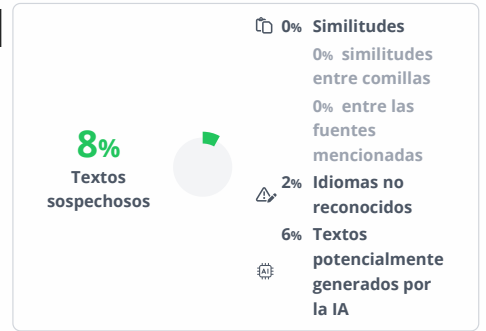 8%
Textos
sospechosos
0% Similitudes
0% similitudes
entre comillas
0% entre las
fuentes
mencionadas
2% Idiomas no
reconocidos
6% Textos
potencialmente
generados por
la IA
AI